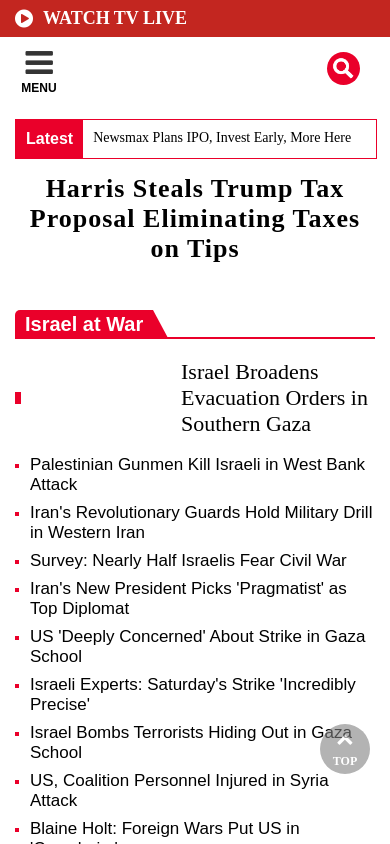 WATCH TV LIVE
MENU
Latest
Newsmax Plans IPO, Invest Early, More Here
Harris Steals Trump Tax
Proposal Eliminating Taxes
on Tips
Israel at War
Israel Broadens
Evacuation Orders in
Southern Gaza
Palestinian Gunmen Kill Israeli in West Bank
Attack
Iran's Revolutionary Guards Hold Military Drill
in Western Iran
Survey: Nearly Half Israelis Fear Civil War
Iran's New President Picks 'Pragmatist' as
Top Diplomat
US 'Deeply Concerned' About Strike in Gaza
School
Israeli Experts: Saturday's Strike 'Incredibly
Precise'
Israel Bombs Terrorists Hiding Out in Gaza
School
TOP
US, Coalition Personnel Injured in Syria
Attack
Blaine Holt: Foreign Wars Put US in